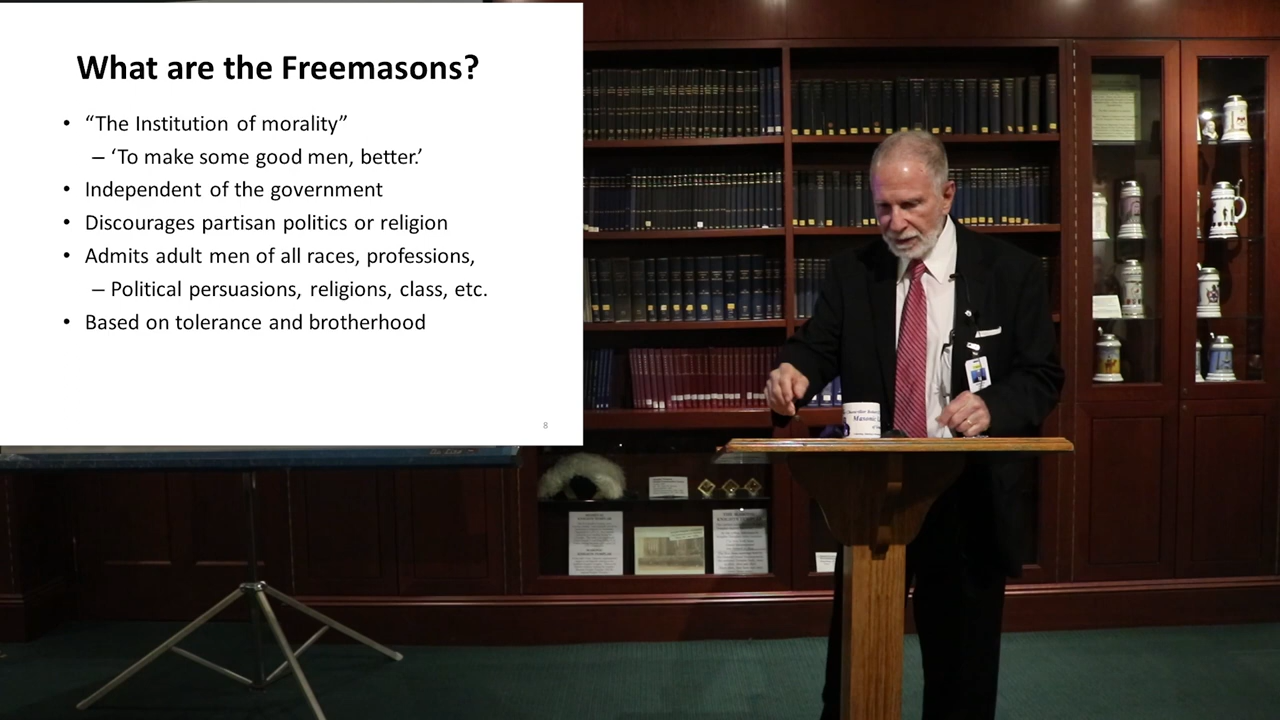 What are the Freemasons?
• “The Institution of morality”
– ‘To make some good men, better.’
• Independent of the government
• Discourages partisan politics or religion
• Admits adult men of all races, professions,
– Political persuasions, religions, class, etc.
• Based on tolerance and brotherhood
8
Masonic